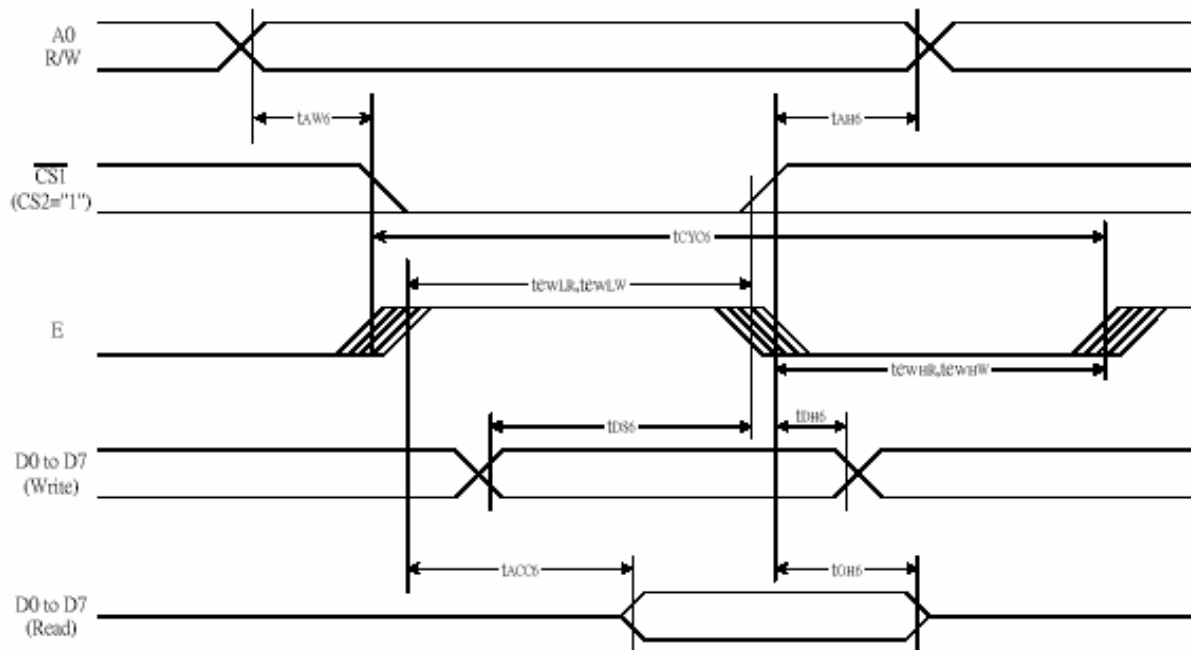 A0
R/W
tAW6
tAH6
CS1
(CS2="1")
tCYC6
tewLR,tewLW
E
tewHR,tewHW
tDS6
tDH6
D0 to D7
(Write)
tACC6
tOH6
D0 to D7
(Read)